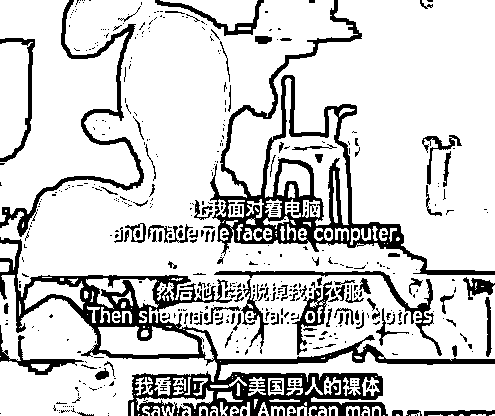 让我面对着电脑
and made me face the computer.
然后她让我脱掉我的衣服
Then she made me take off my clothes
我看到了一个美国男人的裸体
I saw a naked American man.